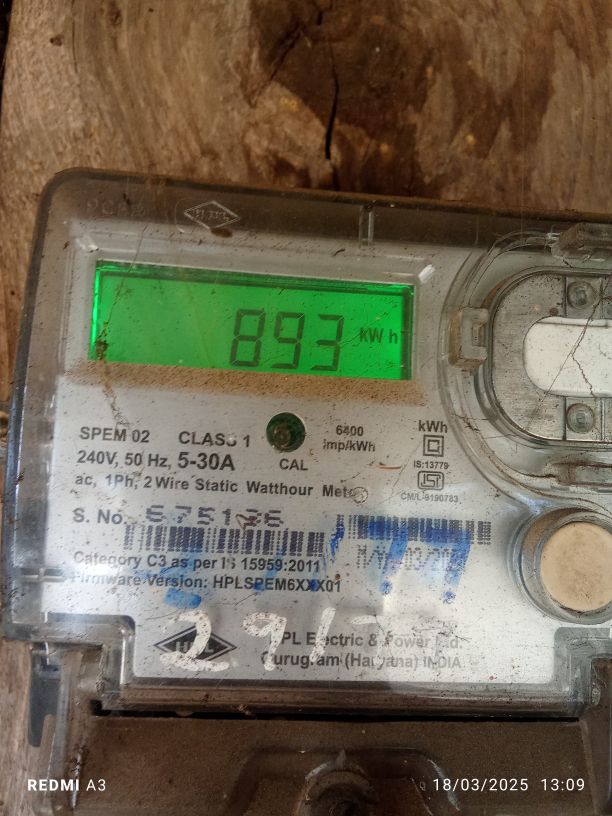 893 kWh
SPEM 02 CLASS 1
6400
imp/kWh
kWh
240V, 50 Hz, 5-30A
CAL
IS:13779
ac, 1Ph, 2 Wire Static Watthour Meter
CM/L-9190783
S. No. 675136
Category C3 as per IS 15959:2011
Firmware Version: HPLSPEM6XXX01
HPL
HPL Electric & Power Ltd.
Gurugram (Haryana) INDIA
REDMI A3
18/03/2025 13:09